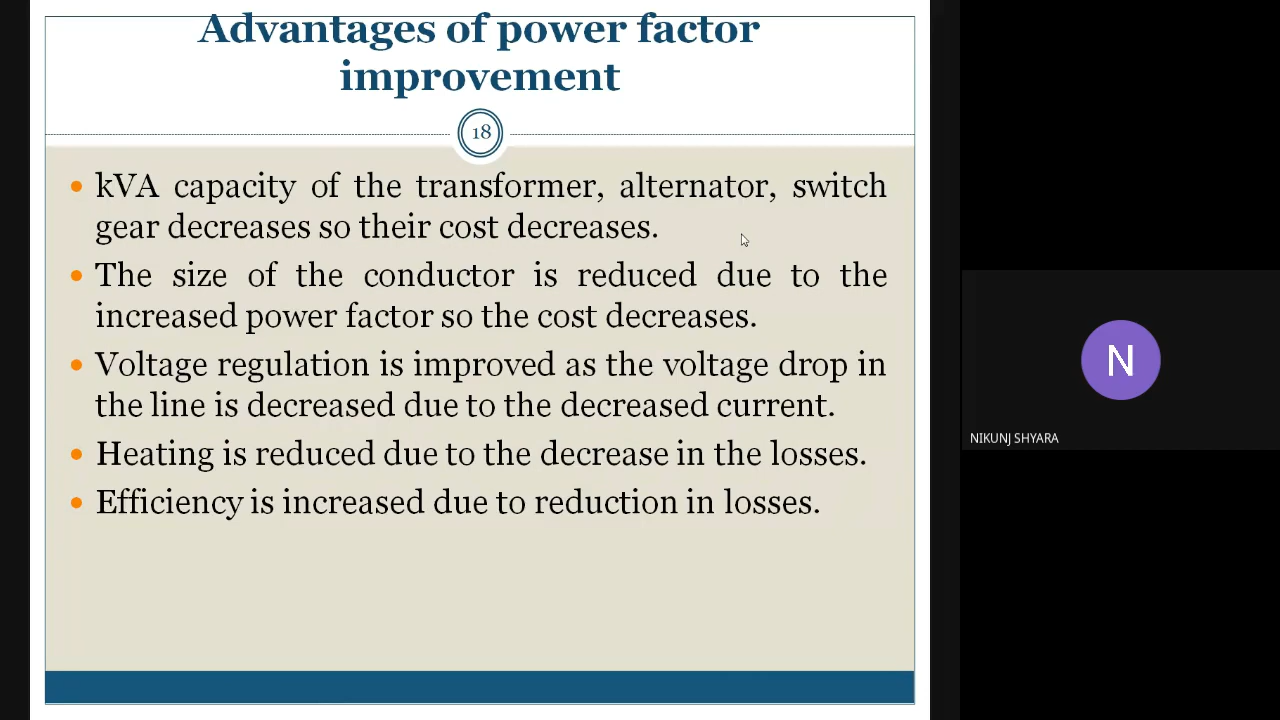 Advantages of power factor
improvement
18
• kVA capacity of the transformer, alternator, switch
gear decreases so their cost decreases.
• The size of the conductor is reduced due to the
increased power factor so the cost decreases.
• Voltage regulation is improved as the voltage drop in
the line is decreased due to the decreased current.
• Heating is reduced due to the decrease in the losses.
• Efficiency is increased due to reduction in losses.
N
NIKUNJ SHYARA